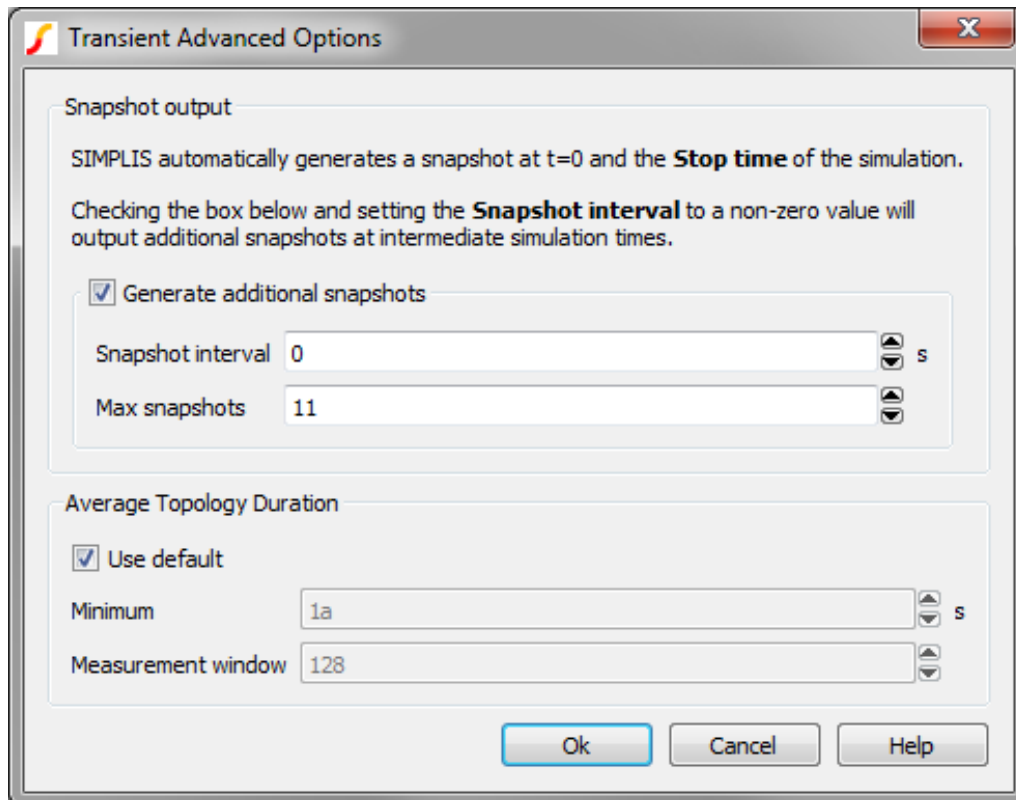 Transient Advanced Options
Snapshot output
SIMPLIS automatically generates a snapshot at t=0 and the Stop time of the simulation.
Checking the box below and setting the Snapshot interval to a non-zero value will
output additional snapshots at intermediate simulation times.
Generate additional snapshots
Snapshot interval 0 s
Max snapshots 11
Average Topology Duration
Use default
Minimum 1a s
Measurement window 128
Ok Cancel Help